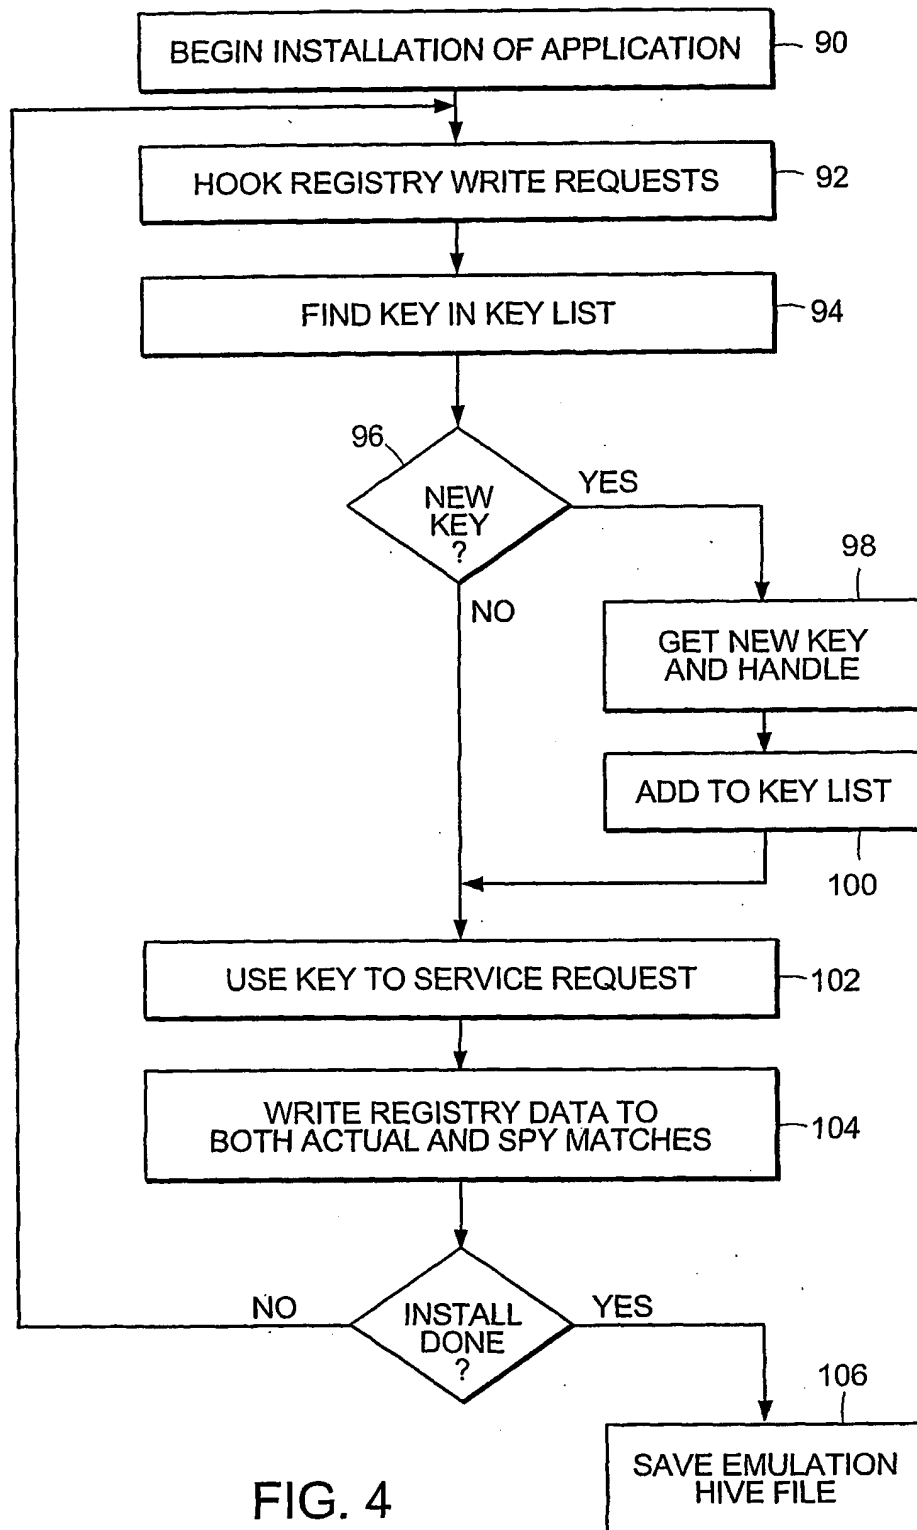 BEGIN INSTALLATION OF APPLICATION
90
HOOK REGISTRY WRITE REQUESTS
92
FIND KEY IN KEY LIST
94
96
NEW
KEY
?
YES
NO
98
GET NEW KEY
AND HANDLE
ADD TO KEY LIST
100
USE KEY TO SERVICE REQUEST
102
WRITE REGISTRY DATA TO
BOTH ACTUAL AND SPY MATCHES
104
NO
INSTALL
DONE
?
YES
106
SAVE EMULATION
HIVE FILE
FIG. 4